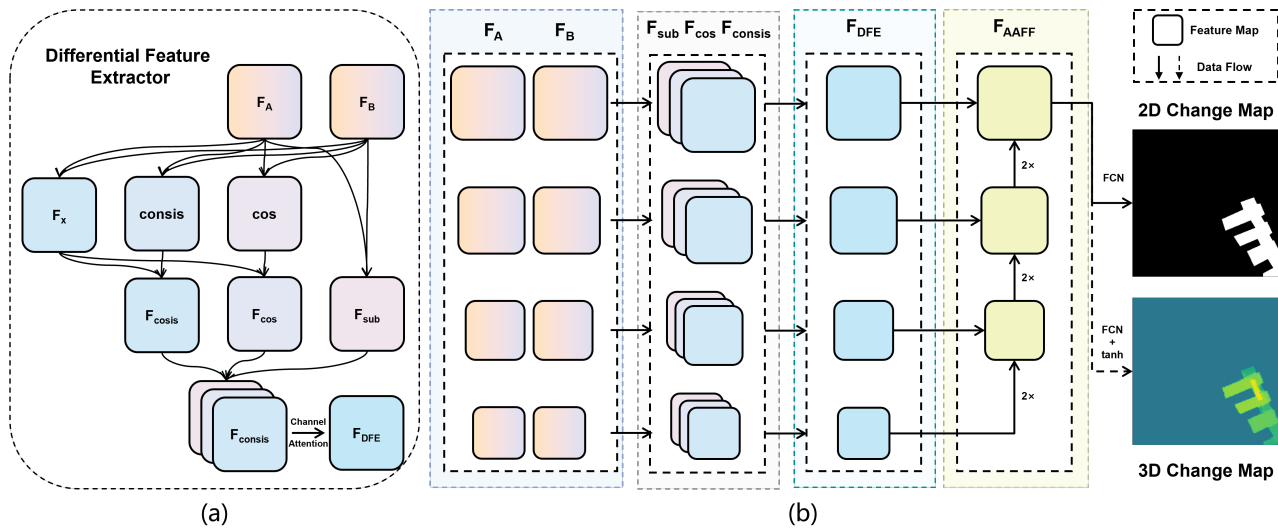 Differential Feature
Extractor
F_A
F_B
F_x
consis
cos
F_cosis
F_cos
F_sub
F_consis
Channel
Attention
F_DFE
(a)
F_A F_B
F_sub F_cos F_consis
F_DFE
F_AAFF
2×
2×
2×
(b)
Feature Map
Data Flow
2D Change Map
FCN
FCN
+
tanh
3D Change Map